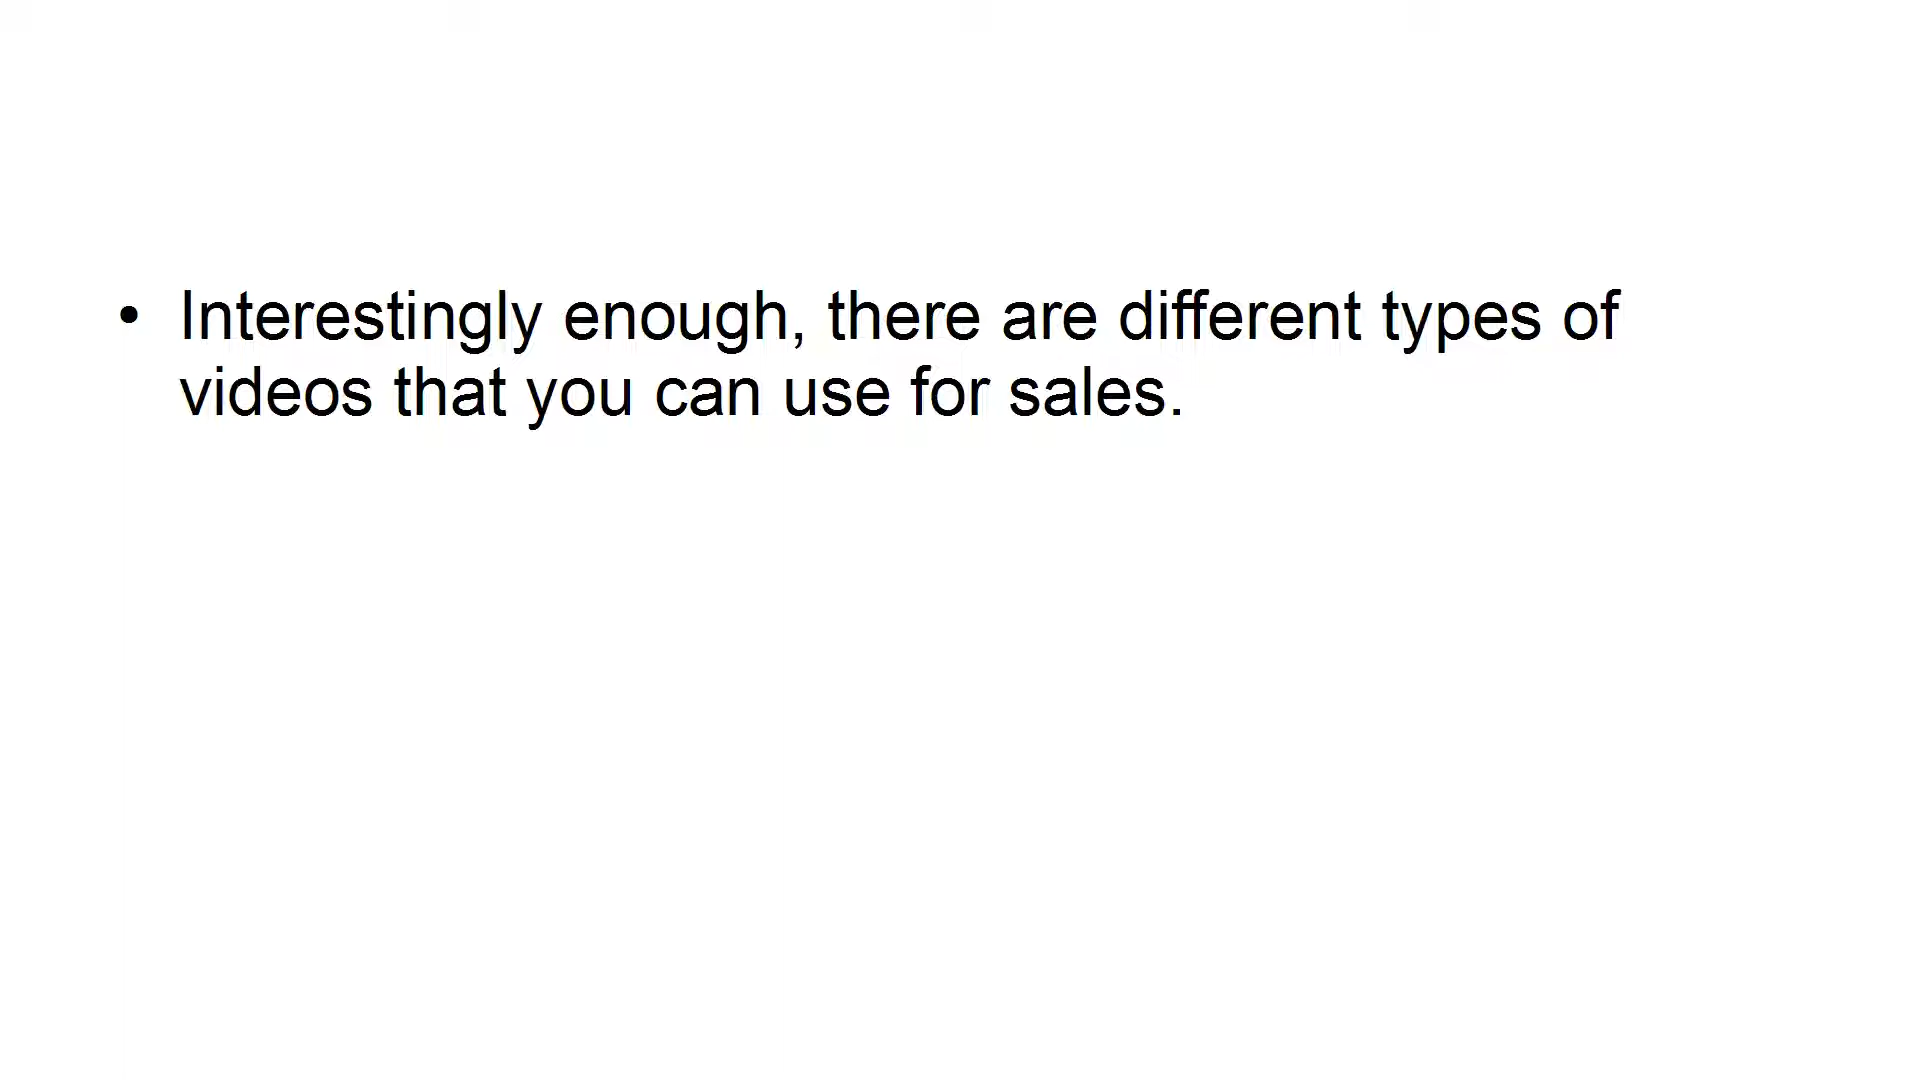 • Interestingly enough, there are different types of
videos that you can use for sales.